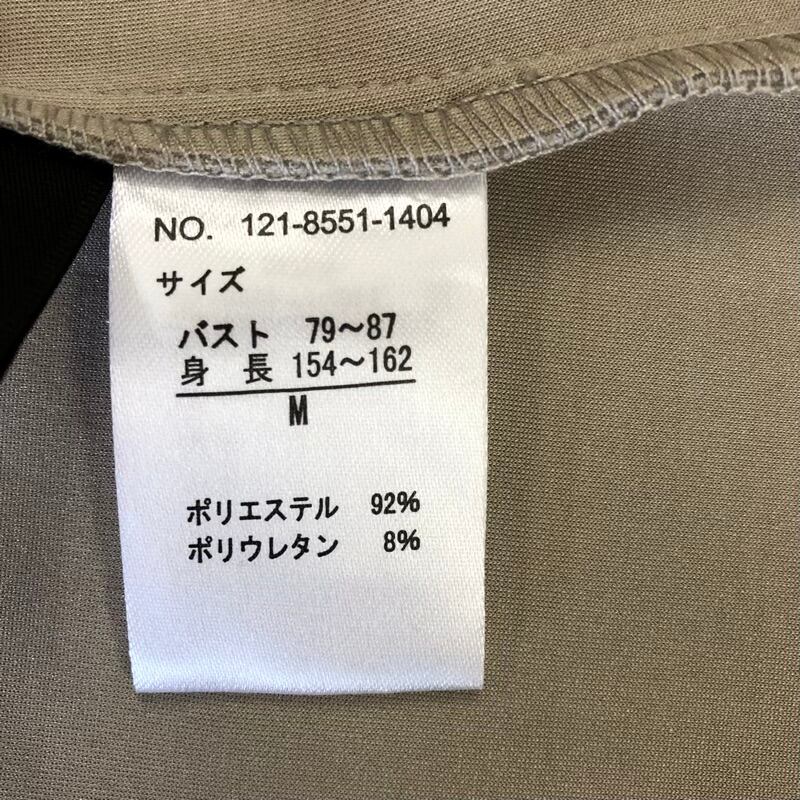 NO. 121-8551-1404
サイズ
バスト 79～87
身 長 154～162
M
ポリエステル 92%
ポリウレタン 8%